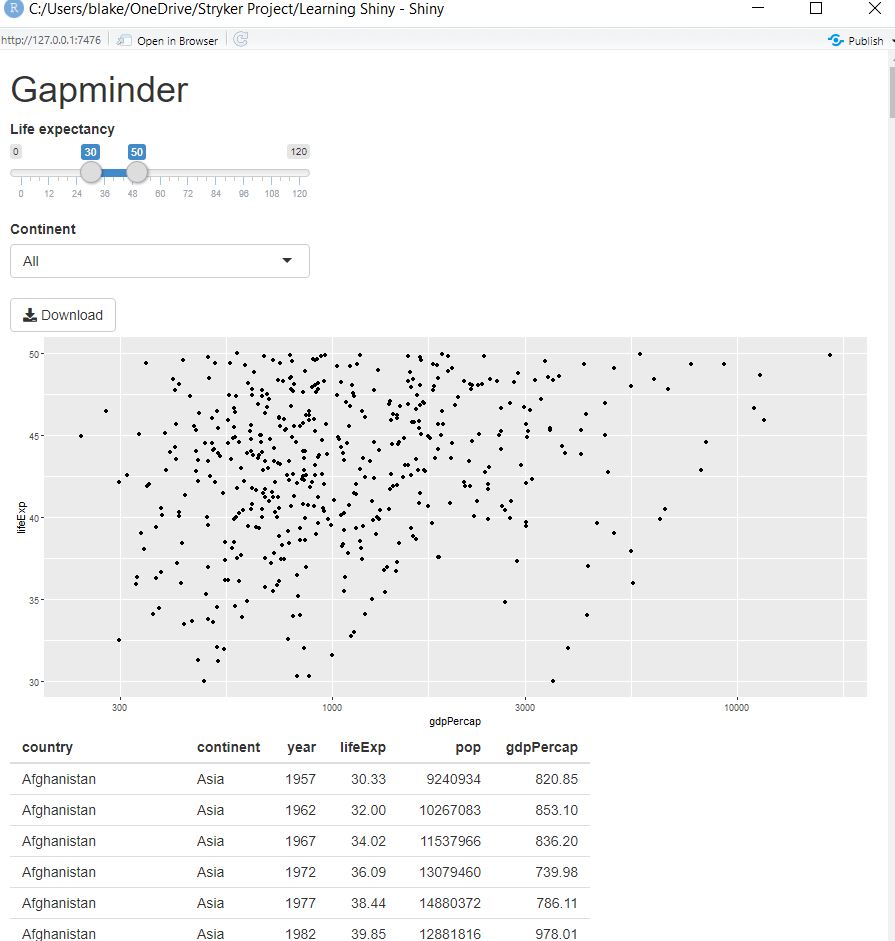 R C:/Users/blake/OneDrive/Stryker Project/Learning Shiny - Shiny
http://127.0.0.1:7476 Open in Browser Publish
Gapminder
Life expectancy
0 30 50 120
0 12 24 36 48 60 72 84 96 108 120
Continent
All
Download
50
45
40
35
30
lifeExp
300 1000 3000 10000
gdpPercap
country continent year lifeExp pop gdpPercap
Afghanistan Asia 1957 30.33 9240934 820.85
Afghanistan Asia 1962 32.00 10267083 853.10
Afghanistan Asia 1967 34.02 11537966 836.20
Afghanistan Asia 1972 36.09 13079460 739.98
Afghanistan Asia 1977 38.44 14880372 786.11
Afghanistan Asia 1982 39.85 12881816 978.01